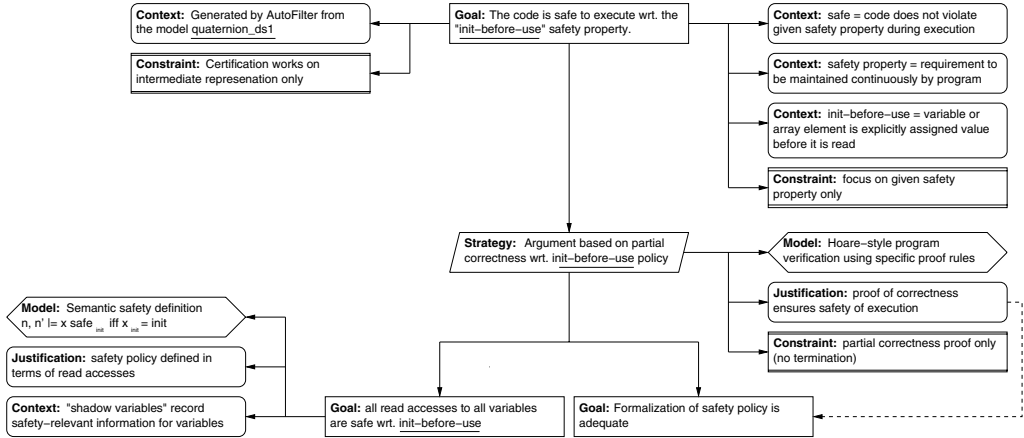 Context: Generated by AutoFilter from
the model quaternion_ds1
Constraint: Certification works on
intermediate represenation only
Goal: The code is safe to execute wrt. the
"init−before−use" safety property.
Context: safe = code does not violate
given safety property during execution
Context: safety property = requirement to
be maintained continuously by program
Context: init−before−use = variable or
array element is explicitly assigned value
before it is read
Constraint: focus on given safety
property only
Strategy: Argument based on partial
correctness wrt. init−before−use policy
Model: Hoare−style program
verification using specific proof rules
Justification: proof of correctness
ensures safety of execution
Constraint: partial correctness proof only
(no termination)
Model: Semantic safety definition
n, n' |= x safe init iff x init = init
Justification: safety policy defined in
terms of read accesses
Context: "shadow variables" record
safety−relevant information for variables
Goal: all read accesses to all variables
are safe wrt. init−before−use
Goal: Formalization of safety policy is
adequate